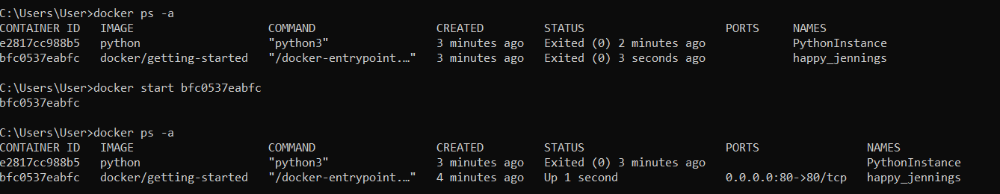 C:\Users\User>docker ps -a
CONTAINER ID   IMAGE                    COMMAND                  CREATED         STATUS                     PORTS     NAMES
e2817cc988b5   python                   "python3"                3 minutes ago   Exited (0) 2 minutes ago             PythonInstance
bfc0537eabfc   docker/getting-started   "/docker-entrypoint.…"   3 minutes ago   Exited (0) 3 seconds ago             happy_jennings
C:\Users\User>docker start bfc0537eabfc
bfc0537eabfc
C:\Users\User>docker ps -a
CONTAINER ID   IMAGE                    COMMAND                  CREATED         STATUS                     PORTS                NAMES
e2817cc988b5   python                   "python3"                3 minutes ago   Exited (0) 3 minutes ago                        PythonInstance
bfc0537eabfc   docker/getting-started   "/docker-entrypoint.…"   4 minutes ago   Up 1 second                0.0.0.0:80->80/tcp   happy_jennings